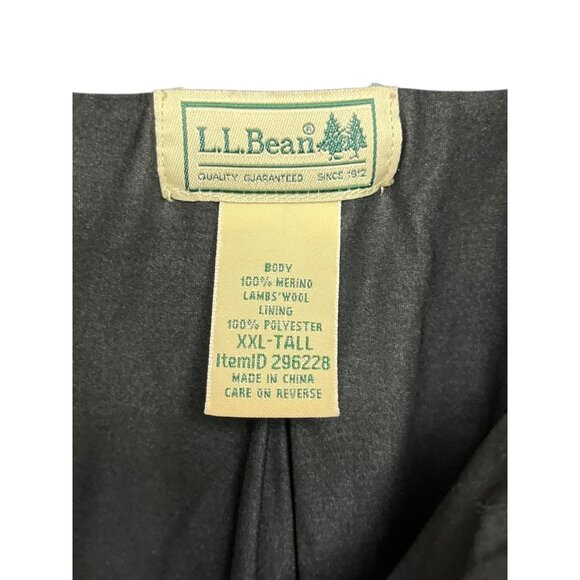 L.L.Bean®
QUALITY GUARANTEED SINCE 1912
BODY
100% MERINO
LAMBS' WOOL
LINING
100% POLYESTER
XXL-TALL
ItemID 296228
MADE IN CHINA
CARE ON REVERSE